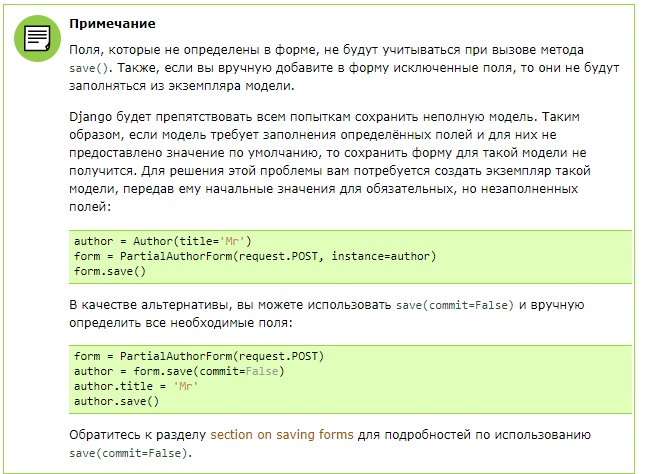 Примечание
Поля, которые не определены в форме, не будут учитываться при вызове метода
save(). Также, если вы вручную добавите в форму исключенные поля, то они не будут
заполняться из экземпляра модели.
Django будет препятствовать всем попыткам сохранить неполную модель. Таким
образом, если модель требует заполнения определённых полей и для них не
предоставлено значение по умолчанию, то сохранить форму для такой модели не
получится. Для решения этой проблемы вам потребуется создать экземпляр такой
модели, передав ему начальные значения для обязательных, но незаполненных
полей:
author = Author(title='Mr')
form = PartialAuthorForm(request.POST, instance=author)
form.save()
В качестве альтернативы, вы можете использовать save(commit=False) и вручную
определить все необходимые поля:
form = PartialAuthorForm(request.POST)
author = form.save(commit=False)
author.title = 'Mr'
author.save()
Обратитесь к разделу section on saving forms для подробностей по использованию
save(commit=False).